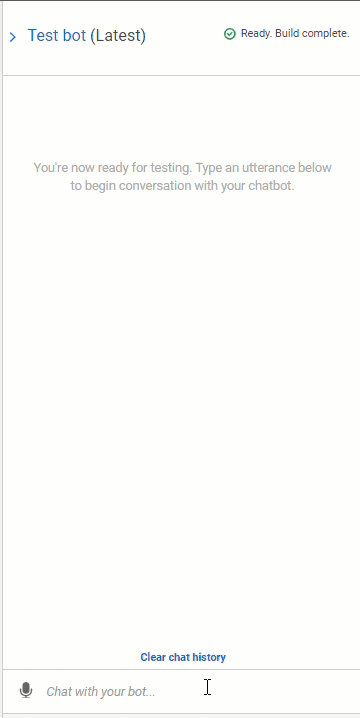 Test bot (Latest)
Ready. Build complete.
You're now ready for testing. Type an utterance below
to begin conversation with your chatbot.
Clear chat history
Chat with your bot...